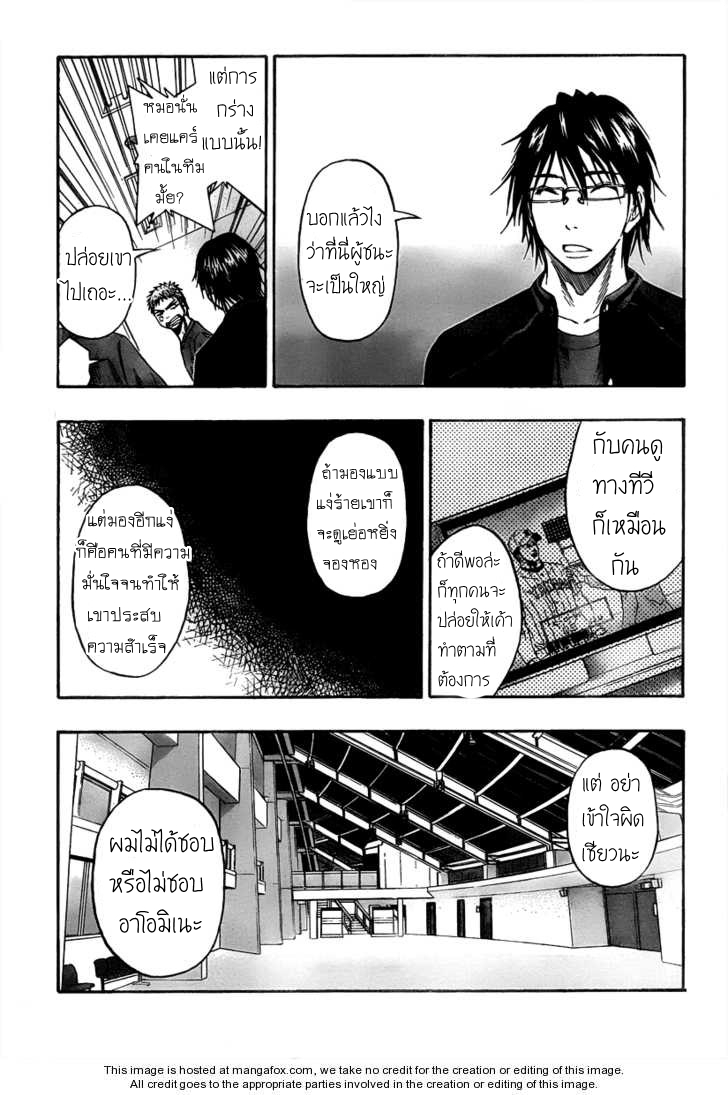 บอกแล้วไง
ว่าที่นี่ผู้ชนะ
จะเป็นใหญ่
แต่การ
กร่าง
แบบนั้น!
หมอนั่น
เคยแคร์
คนในทีม
มั้ย?
ปล่อยเขา
ไปเถอะ...
กับคนดู
ทางทีวี
ก็เหมือน
กัน
ถ้าดีพอล่ะ
ก็ทุกคนจะ
ปล่อยให้เค้า
ทำตามที่
ต้องการ
ถ้ามองแบบ
แง่ร้ายเขาก็
จะดูเย่อหยิ่ง
จองหอง
แต่มองอีกแง่
ก็คือคนที่มีความ
มั่นใจจนทำให้
เขาประสบ
ความสำเร็จ
แต่ อย่า
เข้าใจผิด
เชียวนะ
ผมไม่ได้ชอบ
หรือไม่ชอบ
อาโอมิเนะ
This image is hosted at mangafox.com, we take no credit for the creation or editing of this image.
All credit goes to the appropriate parties involved in the creation or editing of this image.